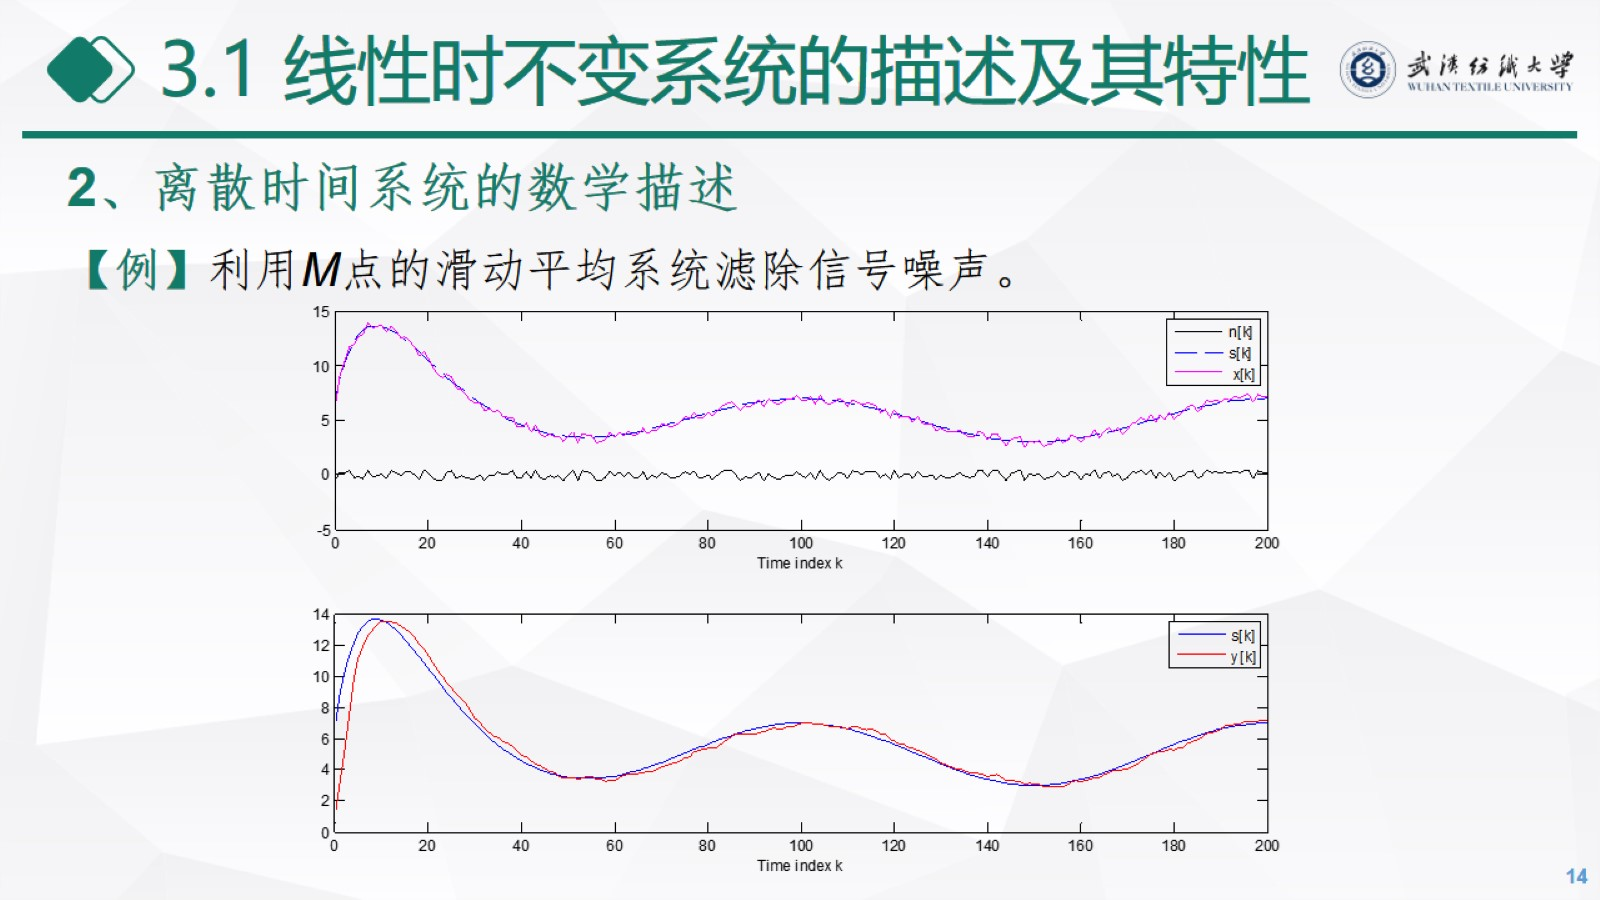 3.1 线性时不变系统的描述及其特性
武汉纺织大学
WUHAN TEXTILE UNIVERSITY
2、离散时间系统的数学描述
【例】利用M点的滑动平均系统滤除信号噪声。
15
10
5
0
-5
n[k]
s[k]
x[k]
0 20 40 60 80 100 120 140 160 180 200
Time index k
14
12
10
8
6
4
2
0
s[k]
y[k]
0 20 40 60 80 100 120 140 160 180 200
Time index k
14